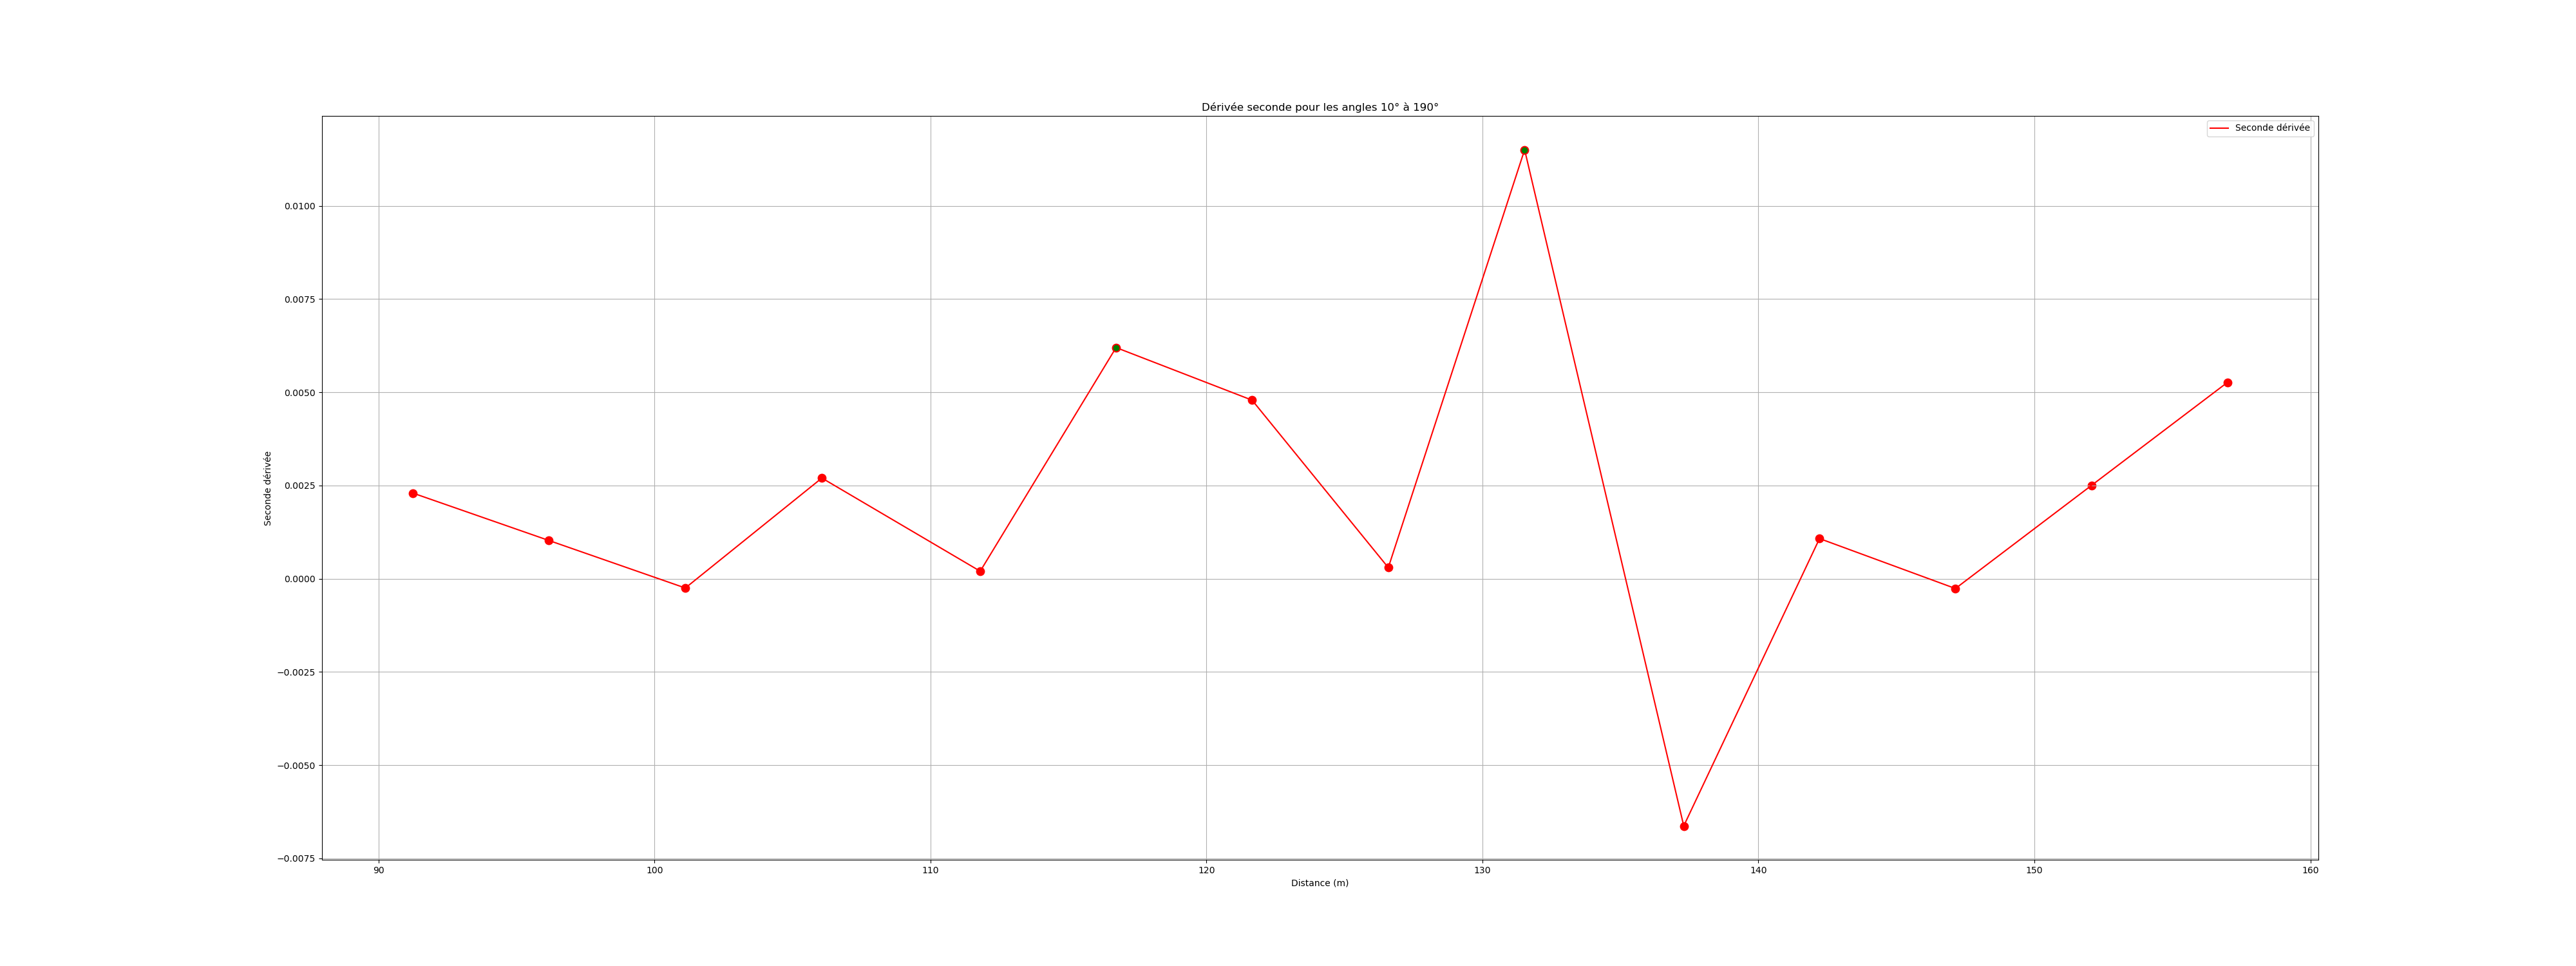 Dérivée seconde pour les angles 10° à 190°
Seconde dérivée
0.0100
0.0075
0.0050
0.0025
0.0000
−0.0025
−0.0050
−0.0075
Seconde dérivée
90 100 110 120 130 140 150 160
Distance (m)